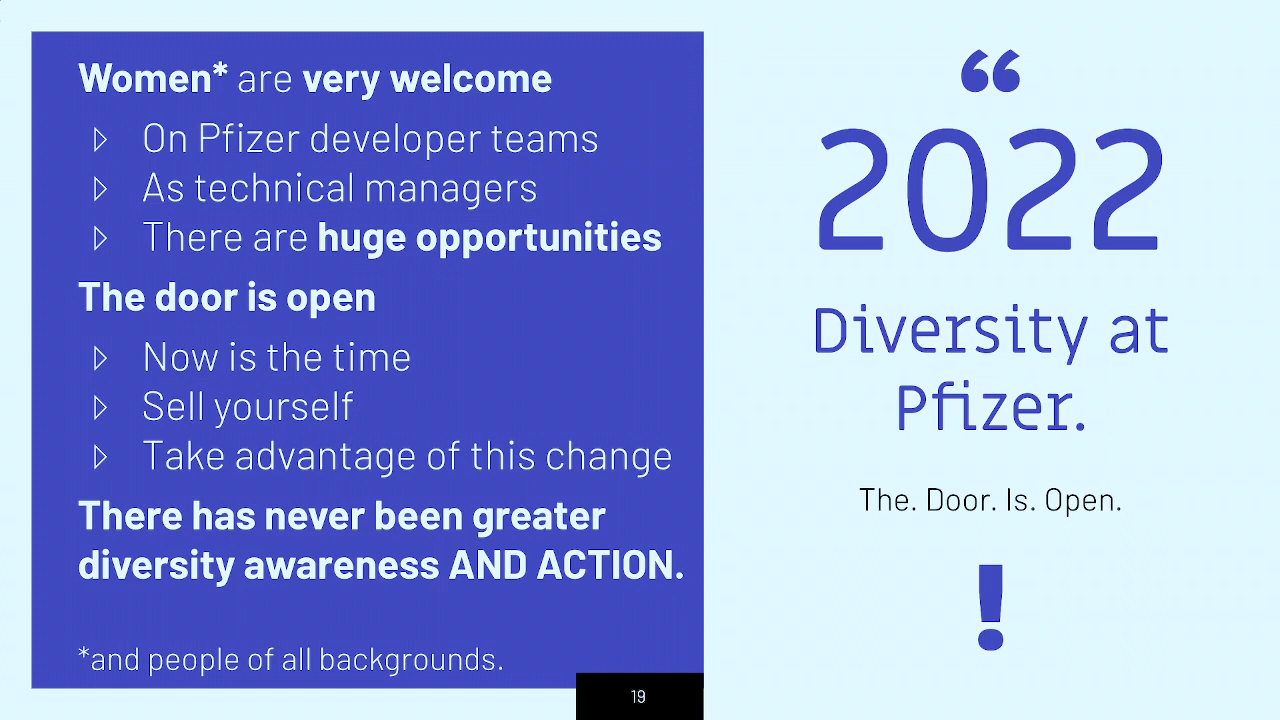 Women* are very welcome
▷ On Pfizer developer teams
▷ As technical managers
▷ There are huge opportunities
The door is open
▷ Now is the time
▷ Sell yourself
▷ Take advantage of this change
There has never been greater
diversity awareness AND ACTION.
*and people of all backgrounds.
19
“
2022
Diversity at
Pfizer.
The. Door. Is. Open.
!